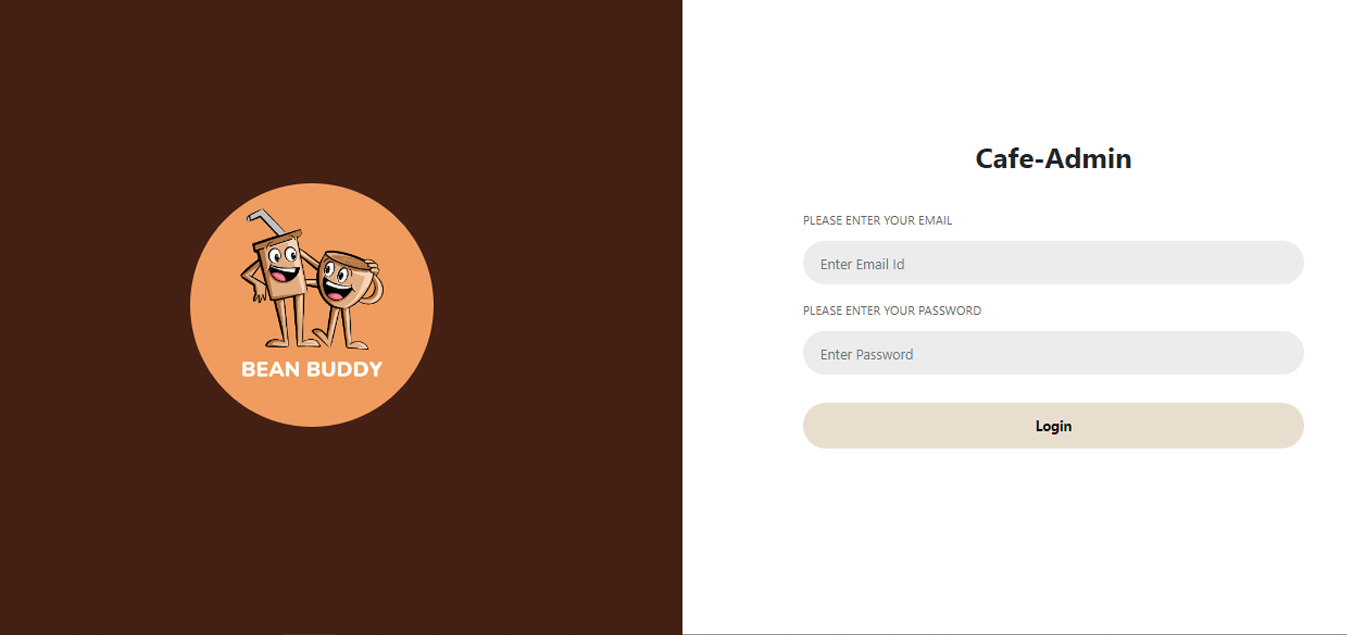 BEAN BUDDY
Cafe-Admin
PLEASE ENTER YOUR EMAIL
Enter Email Id
PLEASE ENTER YOUR PASSWORD
Enter Password
Login